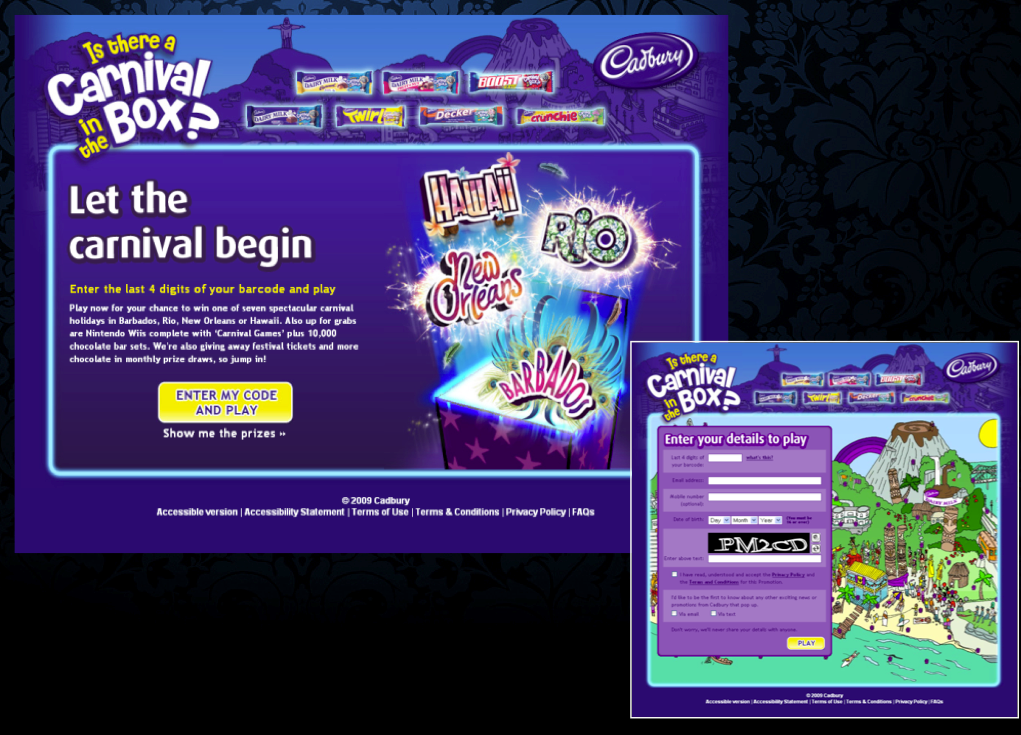 Is there a
Carnival
in the
BOX?
DAIRY MILK
DAIRY MILK
BOOST
Cadbury
DAIRY MILK
TWIRL
Decker
crunchie
Let the
carnival begin
Enter the last 4 digits of your barcode and play
Play now for your chance to win one of seven spectacular carnival
holidays in Barbados, Rio, New Orleans or Hawaii. Also up for grabs
are Nintendo Wiis complete with 'Carnival Games' plus 10,000
chocolate bar sets. We're also giving away festival tickets and more
chocolate in monthly prize draws, so jump in!
ENTER MY CODE
AND PLAY
Show me the prizes »
HAWAII
RIO
New
Orleans
BARBADOS
© 2009 Cadbury
Accessible version | Accessibility Statement | Terms of Use | Terms & Conditions | Privacy Policy | FAQs
Is there a
Carnival
in the
BOX?
BOOST
Cadbury
TWIRL
Decker
crunchie
Enter your details to play
Last 4 digits of
your barcode:
what's this?
Email address:
Mobile number
(optional)
Date of birth:
Day
Month
Year
(You must be
16 or over)
PM2CD
Enter above text:
I have read, understood and accept the Privacy Policy and
the Terms and Conditions for this Promotion.
I'd like to be the first to know about any other exciting news or
promotions from Cadbury that pop up.
Via email
Via text
Don't worry, we'll never share your details with anyone.
PLAY
© 2009 Cadbury
Accessible version | Accessibility Statement | Terms of Use | Terms & Conditions | Privacy Policy | FAQs